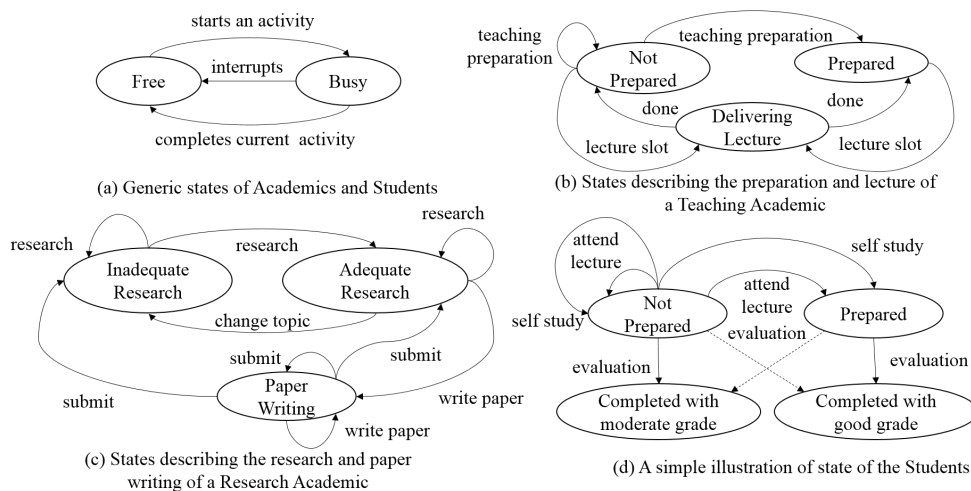 starts an activity
Free
interrupts
Busy
completes current activity
(a) Generic states of Academics and Students
teaching
preparation
teaching preparation
Not
Prepared
Prepared
done
done
Delivering
Lecture
lecture slot
lecture slot
(b) States describing the preparation and lecture of
a Teaching Academic
research
research
research
Inadequate
Research
Adequate
Research
change topic
submit
submit
submit
Paper
Writing
write paper
write paper
(c) States describing the research and paper
writing of a Research Academic
attend
lecture
self study
attend
lecture
Not
Prepared
Prepared
self study
evaluation
evaluation
evaluation
Completed with
moderate grade
Completed with
good grade
(d) A simple illustration of state of the Students